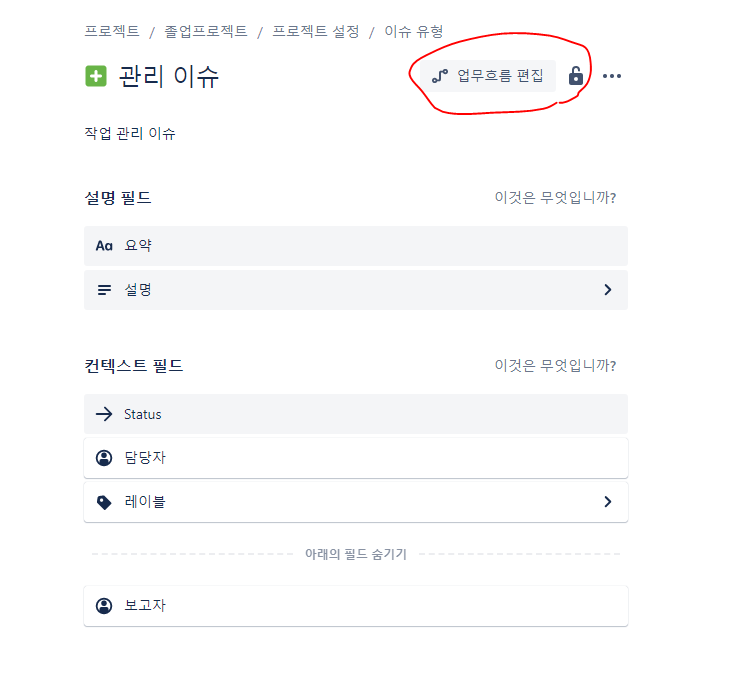 프로젝트 / 졸업프로젝트 / 프로젝트 설정 / 이슈 유형
관리 이슈
업무흐름 편집
작업 관리 이슈
설명 필드
이것은 무엇입니까?
Aa 요약
설명
컨텍스트 필드
이것은 무엇입니까?
Status
담당자
레이블
아래의 필드 숨기기
보고자